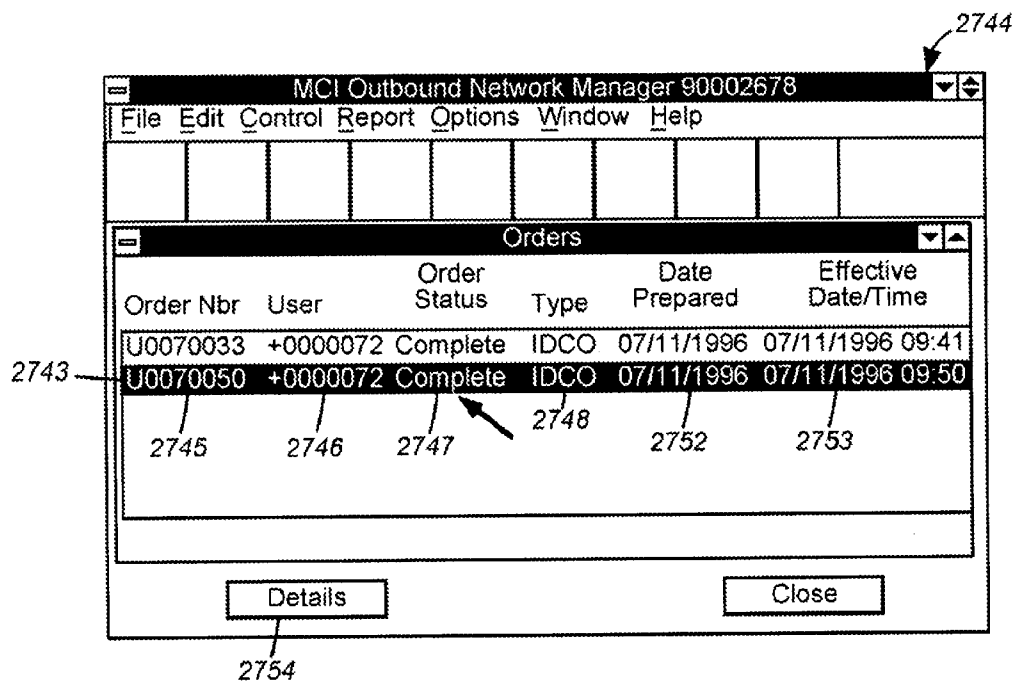 2744
MCI Outbound Network Manager 90002678
File Edit Control Report Options Window Help
Orders
Order Nbr User Order Status Type Date Prepared Effective Date/Time
U0070033 +0000072 Complete IDCO 07/11/1996 07/11/1996 09:41
2743 U0070050 +0000072 Complete IDCO 07/11/1996 07/11/1996 09:50
2745 2746 2747 2748 2752 2753
Details Close
2754